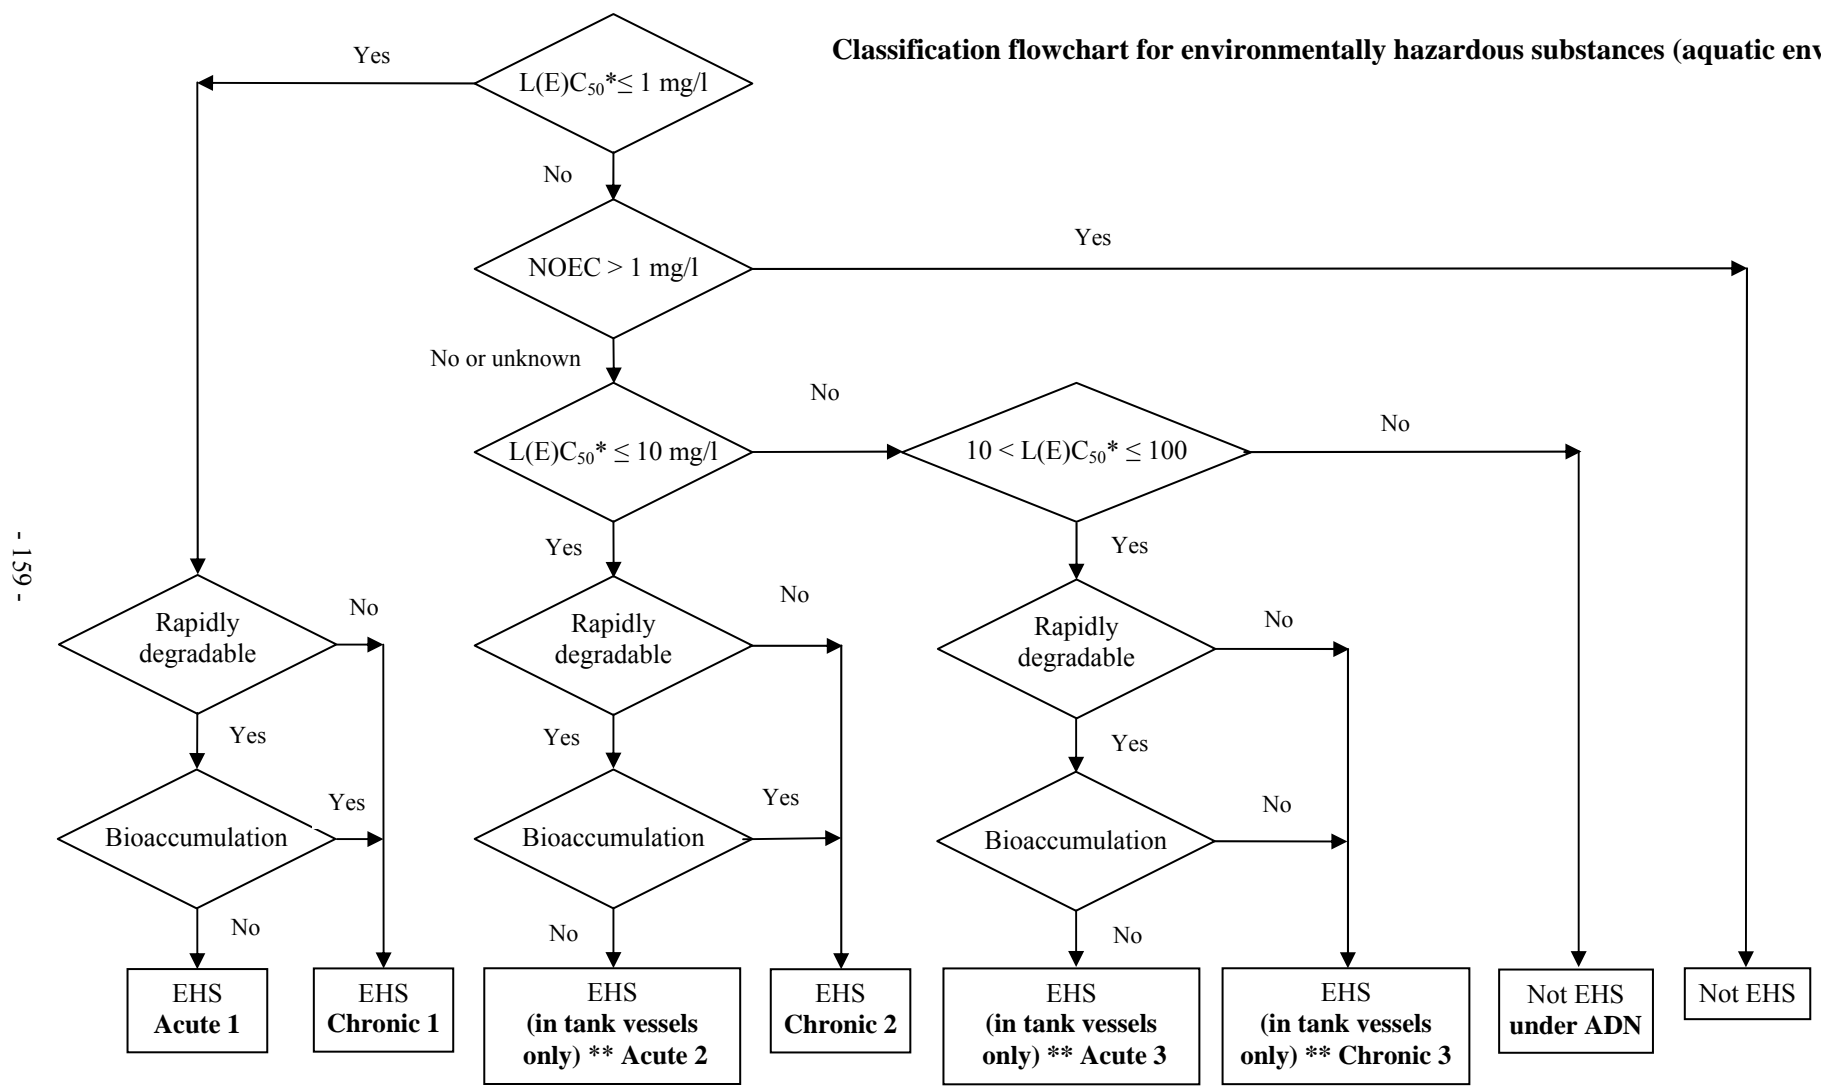 Classification flowchart for environmentally hazardous substances (aquatic env
Yes
L(E)C₅₀*≤ 1 mg/l
No
Yes
NOEC > 1 mg/l
No or unknown
No
No
L(E)C₅₀* ≤ 10 mg/l
10 < L(E)C₅₀* ≤ 100
- 159 -
Yes
Yes
No
No
No
Rapidly
degradable
Rapidly
degradable
Rapidly
degradable
Yes
Yes
Yes
Yes
Yes
No
Bioaccumulation
Bioaccumulation
Bioaccumulation
No
No
No
EHS
Acute 1
EHS
Chronic 1
EHS
(in tank vessels
only) ** Acute 2
EHS
Chronic 2
EHS
(in tank vessels
only) ** Acute 3
EHS
(in tank vessels
only) ** Chronic 3
Not EHS
under ADN
Not EHS